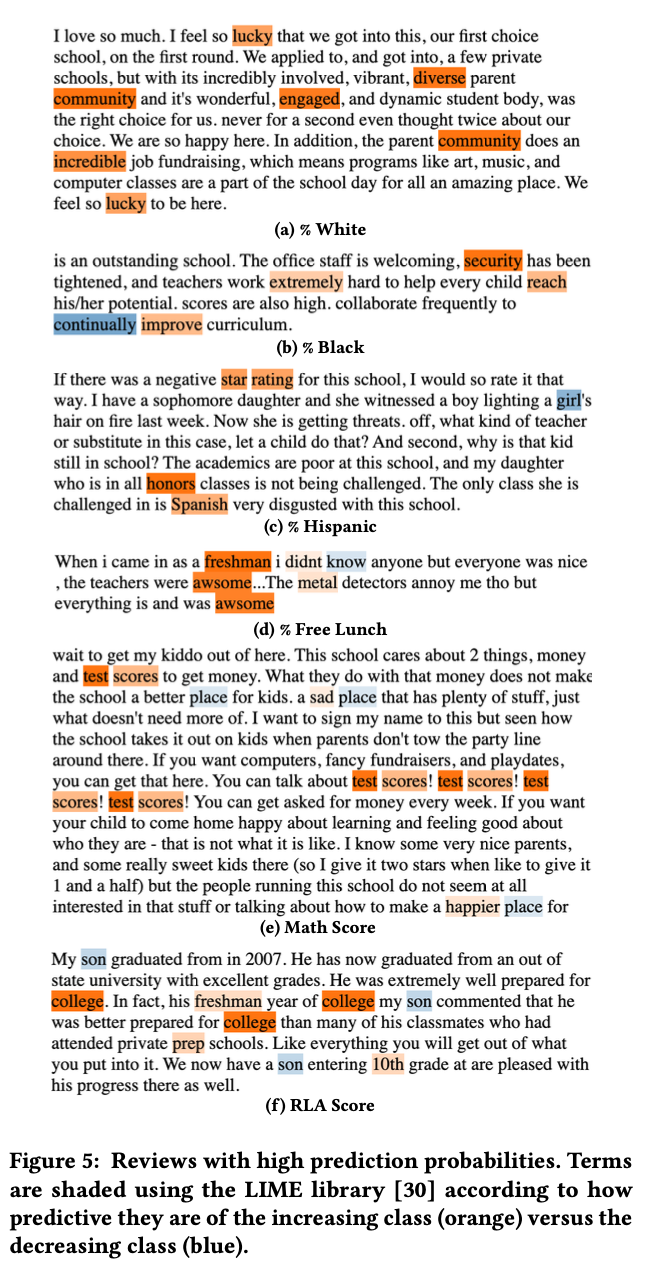 I love so much. I feel so lucky that we got into this, our first choice
school, on the first round. We applied to, and got into, a few private
schools, but with its incredibly involved, vibrant, diverse parent
community and it's wonderful, engaged, and dynamic student body, was
the right choice for us. never for a second even thought twice about our
choice. We are so happy here. In addition, the parent community does an
incredible job fundraising, which means programs like art, music, and
computer classes are a part of the school day for all an amazing place. We
feel so lucky to be here.
(a) % White
is an outstanding school. The office staff is welcoming, security has been
tightened, and teachers work extremely hard to help every child reach
his/her potential. scores are also high. collaborate frequently to
continually improve curriculum.
(b) % Black
If there was a negative star rating for this school, I would so rate it that
way. I have a sophomore daughter and she witnessed a boy lighting a girl's
hair on fire last week. Now she is getting threats. off, what kind of teacher
or substitute in this case, let a child do that? And second, why is that kid
still in school? The academics are poor at this school, and my daughter
who is in all honors classes is not being challenged. The only class she is
challenged in is Spanish very disgusted with this school.
(c) % Hispanic
When i came in as a freshman i didnt know anyone but everyone was nice
, the teachers were awsome...The metal detectors annoy me tho but
everything is and was awsome
(d) % Free Lunch
wait to get my kiddo out of here. This school cares about 2 things, money
and test scores to get money. What they do with that money does not make
the school a better place for kids. a sad place that has plenty of stuff, just
what doesn't need more of. I want to sign my name to this but seen how
the school takes it out on kids when parents don't tow the party line
around there. If you want computers, fancy fundraisers, and playdates,
you can get that here. You can talk about test scores! test scores! test
scores! test scores! You can get asked for money every week. If you want
your child to come home happy about learning and feeling good about
who they are - that is not what it is like. I know some very nice parents,
and some really sweet kids there (so I give it two stars when like to give it
1 and a half) but the people running this school do not seem at all
interested in that stuff or talking about how to make a happier place for
(e) Math Score
My son graduated from in 2007. He has now graduated from an out of
state university with excellent grades. He was extremely well prepared for
college. In fact, his freshman year of college my son commented that he
was better prepared for college than many of his classmates who had
attended private prep schools. Like everything you will get out of what
you put into it. We now have a son entering 10th grade at are pleased with
his progress there as well.
(f) RLA Score
Figure 5: Reviews with high prediction probabilities. Terms
are shaded using the LIME library [30] according to how
predictive they are of the increasing class (orange) versus the
decreasing class (blue).